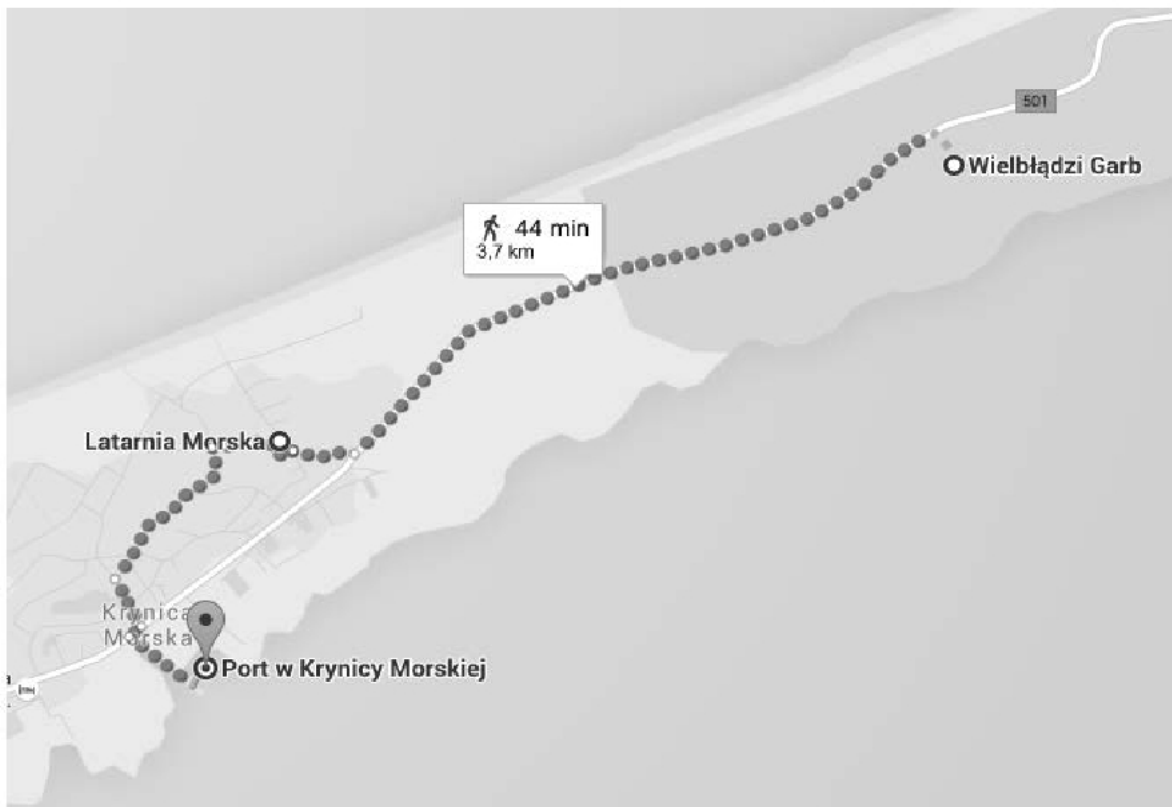 501
Wielbłądzi Garb
44 min
3,7 km
Latarnia Morska
Krynica
Morska
Port w Krynicy Morskiej
a